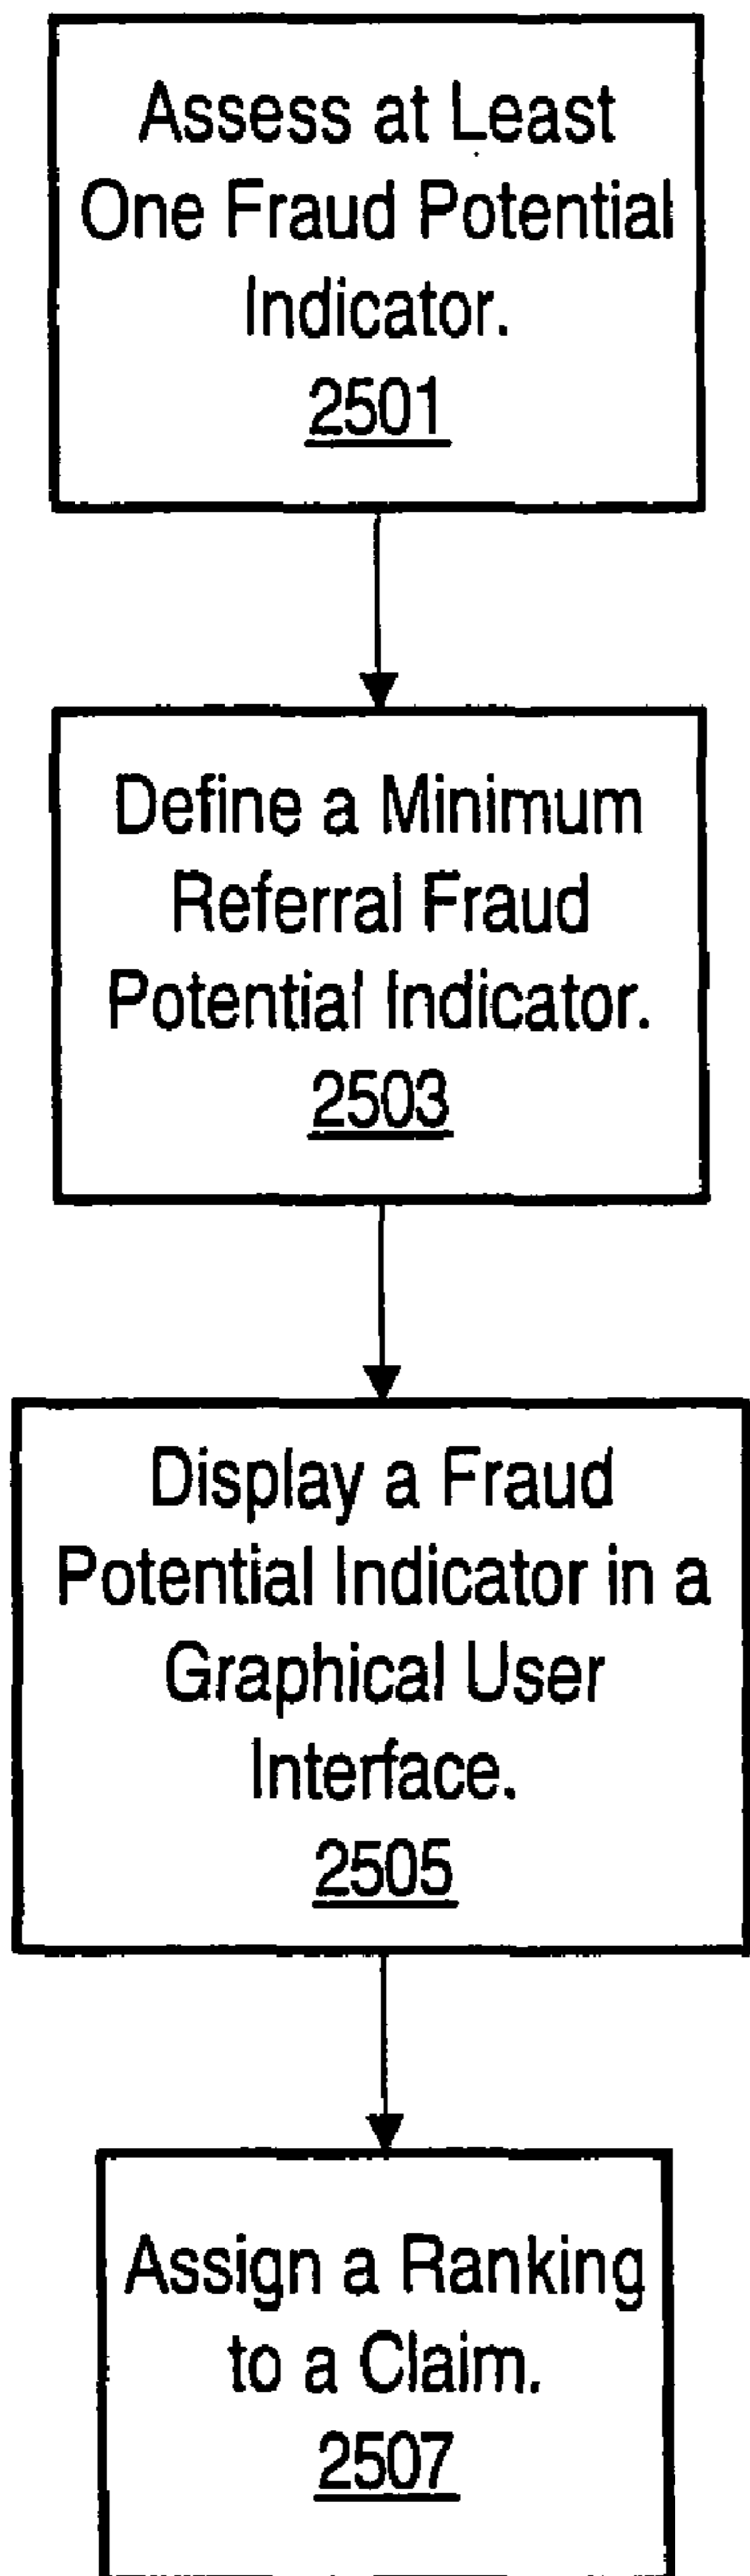 Assess at Least
One Fraud Potential
Indicator.
2501
Define a Minimum
Referral Fraud
Potential Indicator.
2503
Display a Fraud
Potential Indicator in a
Graphical User
Interface.
2505
Assign a Ranking
to a Claim.
2507